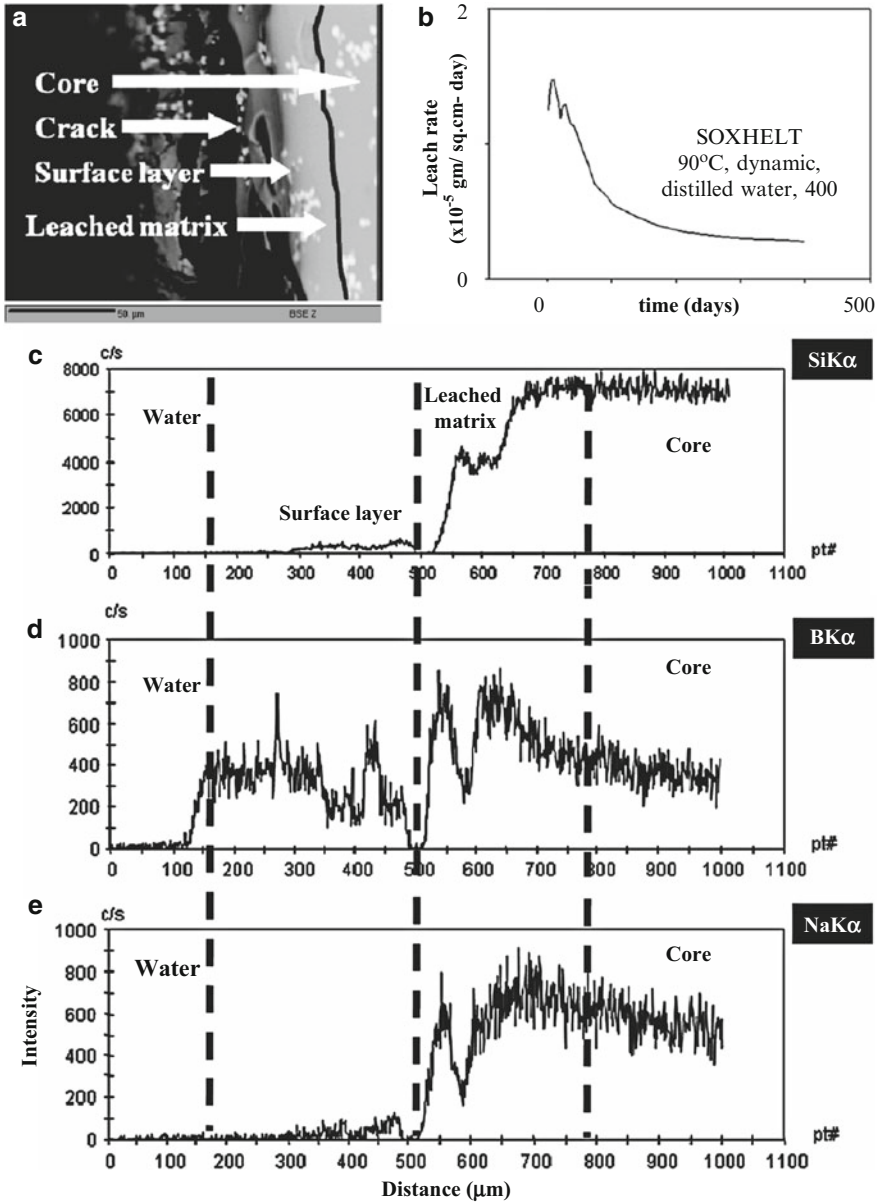 a
Core
Crack
Surface layer
Leached matrix
50 µm
BSE Z
b
2
Leach rate
(x10⁻⁵ gm/ sq.cm- day)
SOXHELT
90°C, dynamic,
distilled water, 400
0
0
time (days)
500
c
c/s
SiKα
8000
6000
4000
2000
0
Water
Surface layer
Leached
matrix
Core
pt#
0 100 200 300 400 500 600 700 800 900 1000 1100
d
c/s
BKα
1000
800
600
400
200
0
Water
Core
pt#
0 100 200 300 400 500 600 700 800 900 1000 1100
e
c/s
NaKα
1000
800
600
400
200
0
Water
Core
Intensity
pt#
0 100 200 300 400 500 600 700 800 900 1000 1100
Distance (µm)